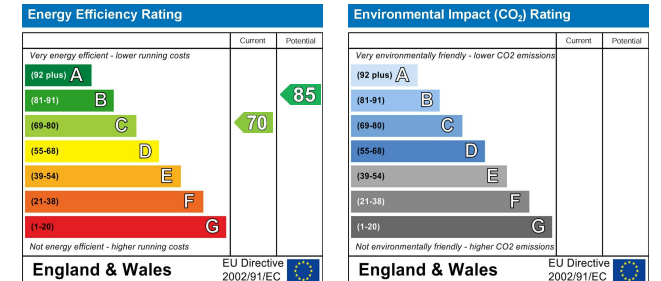 Energy Efficiency Rating
Current Potential
Very energy efficient - lower running costs
(92 plus) A
(81-91) B
85
(69-80) C
70
(55-68) D
(39-54) E
(21-38) F
(1-20) G
Not energy efficient - higher running costs
England & Wales
EU Directive
2002/91/EC
Environmental Impact (CO₂) Rating
Current Potential
Very environmentally friendly - lower CO2 emissions
(92 plus) A
(81-91) B
(69-80) C
(55-68) D
(39-54) E
(21-38) F
(1-20) G
Not environmentally friendly - higher CO2 emissions
England & Wales
EU Directive
2002/91/EC